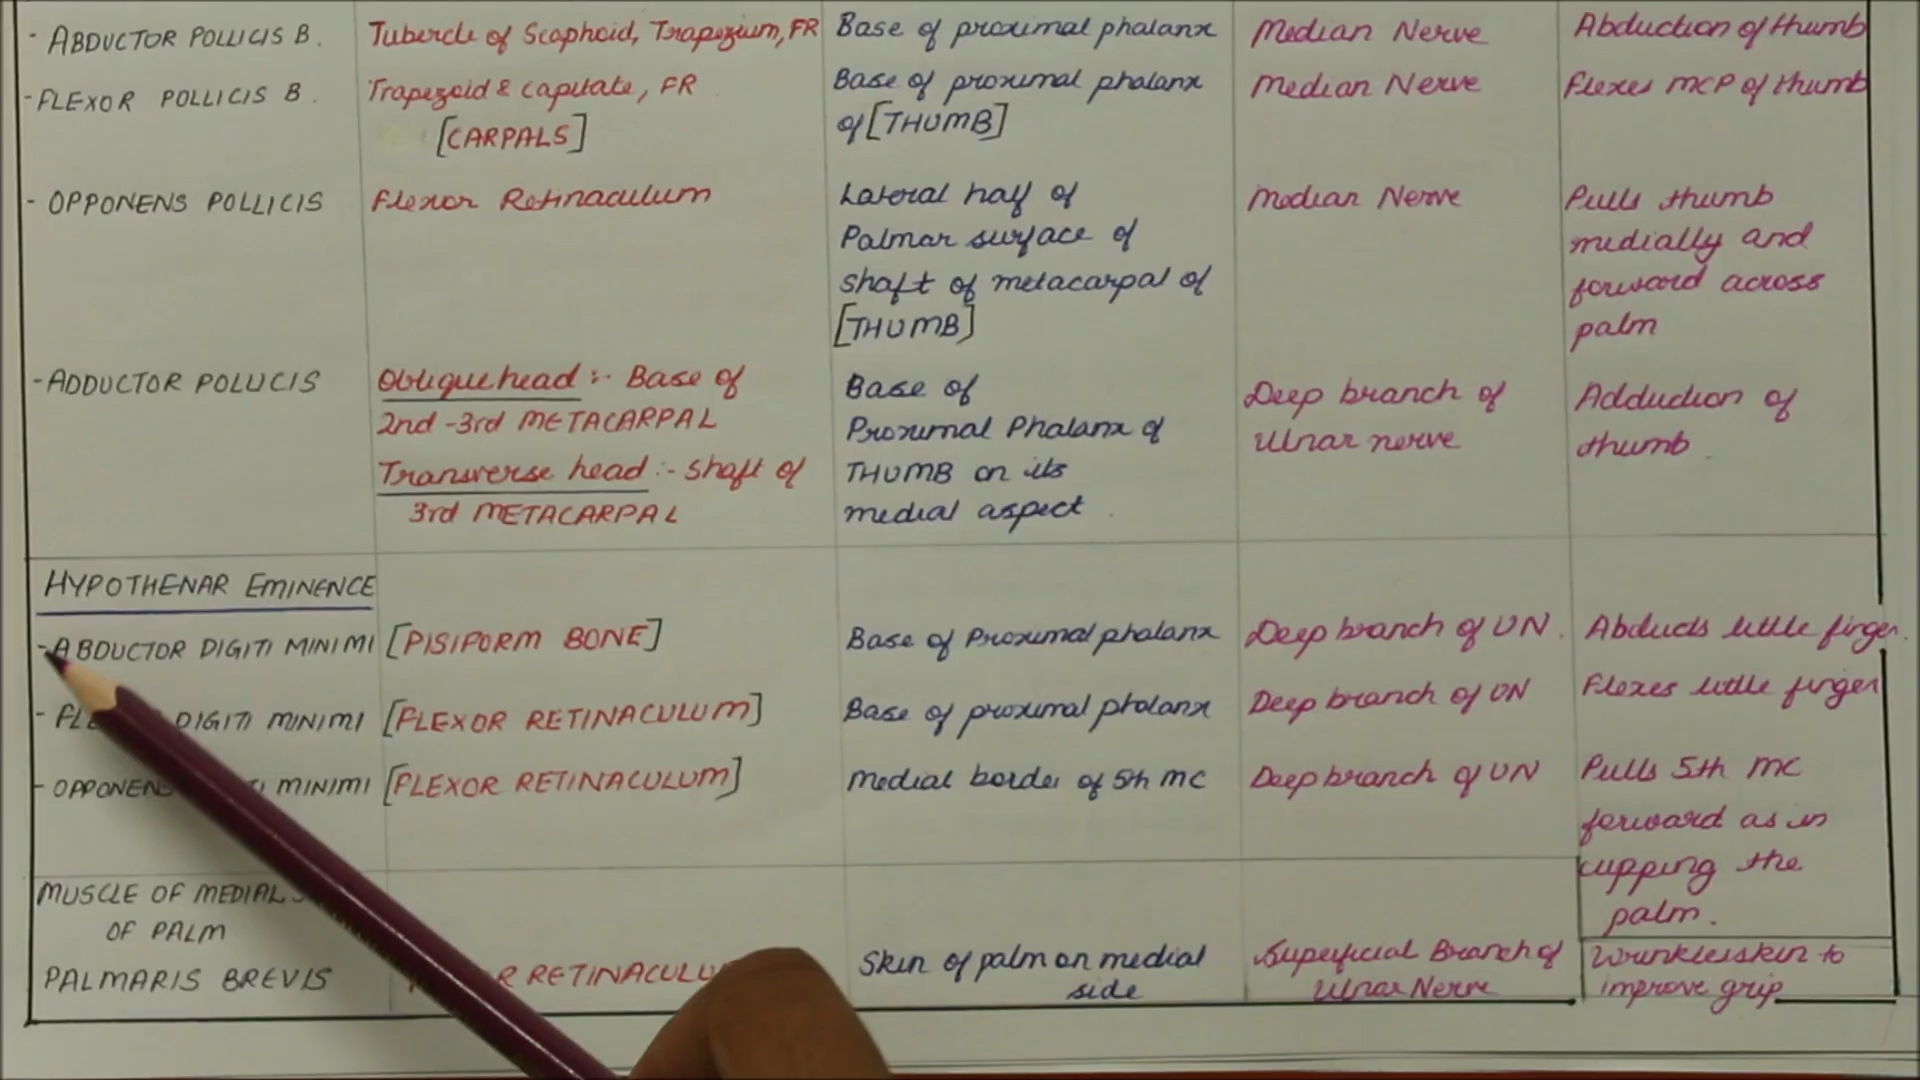 - ABDUCTOR POLLICIS B. Tubercle of Scaphoid, Trapezium, FR Base of proximal phalanx Median Nerve Abduction of thumb
- FLEXOR POLLICIS B. Trapezoid & Capitate, FR Base of proximal phalanx Median Nerve Flexes MCP of thumb
[CARPALS] of [THUMB]
- OPPONENS POLLICIS Flexor Retinaculum Lateral half of Median Nerve Pulls thumb
Palmar surface of medially and
shaft of metacarpal of forward across
[THUMB] palm
- ADDUCTOR POLLICIS Oblique head :- Base of Base of Deep branch of Adduction of
2nd - 3rd METACARPAL Proximal Phalanx of Ulnar nerve thumb.
Transverse head :- Shaft of THUMB on its
3rd METACARPAL medial aspect.
HYPOTHENAR EMINENCE
- ABDUCTOR DIGITI MINIMI [PISIFORM BONE] Base of Proximal phalanx Deep branch of UN. Abducts little finger.
- DIGITI MINIMI [FLEXOR RETINACULUM] Base of proximal phalanx Deep branch of UN Flexes little finger
- OPPONEN MINIMI [FLEXOR RETINACULUM] Medial border of 5th MC Deep branch of UN Pulls 5th MC
forward as in
cupping the
palm.
MUSCLE OF MEDIAL
OF PALM
PALMARIS BREVIS RETINACULU Skin of palm on medial Superficial Branch of Wrinkles skin to
side Ulnar Nerve improve grip